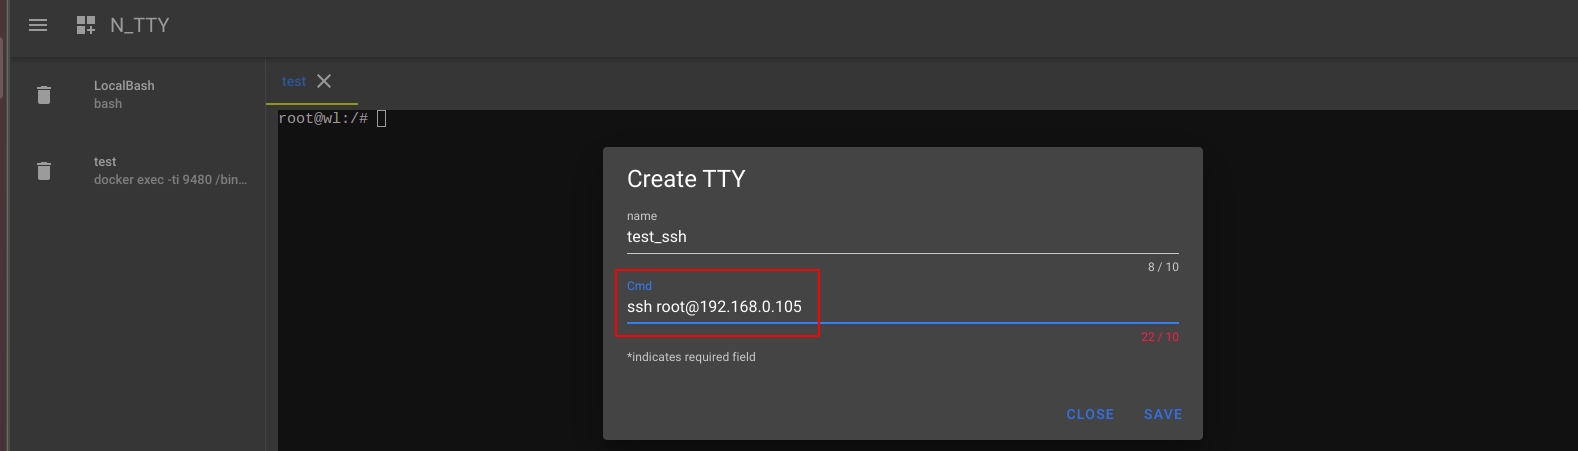 N_TTY
LocalBash
bash
test
docker exec -ti 9480 /bin...
test
root@wl:/#
Create TTY
name
test_ssh
8 / 10
Cmd
ssh root@192.168.0.105
22 / 10
*indicates required field
CLOSE SAVE